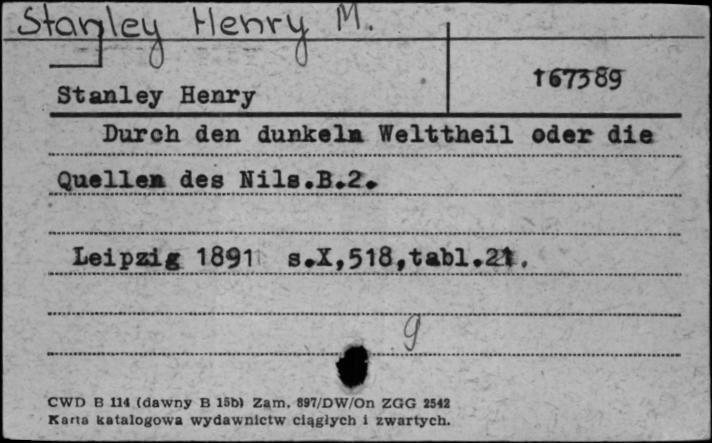 Stanley Henry M.
167389
Stanley Henry
Durch den dunkeln Welttheil oder die
Quellen des Nils.B.2.
Leipzig 1891 s.X,518,tabl.21.
g
CWD B 114 (dawny B 15b) Zam. 897/DW/On ZGG 2542
Karta katalogowa wydawnictw ciągłych i zwartych.